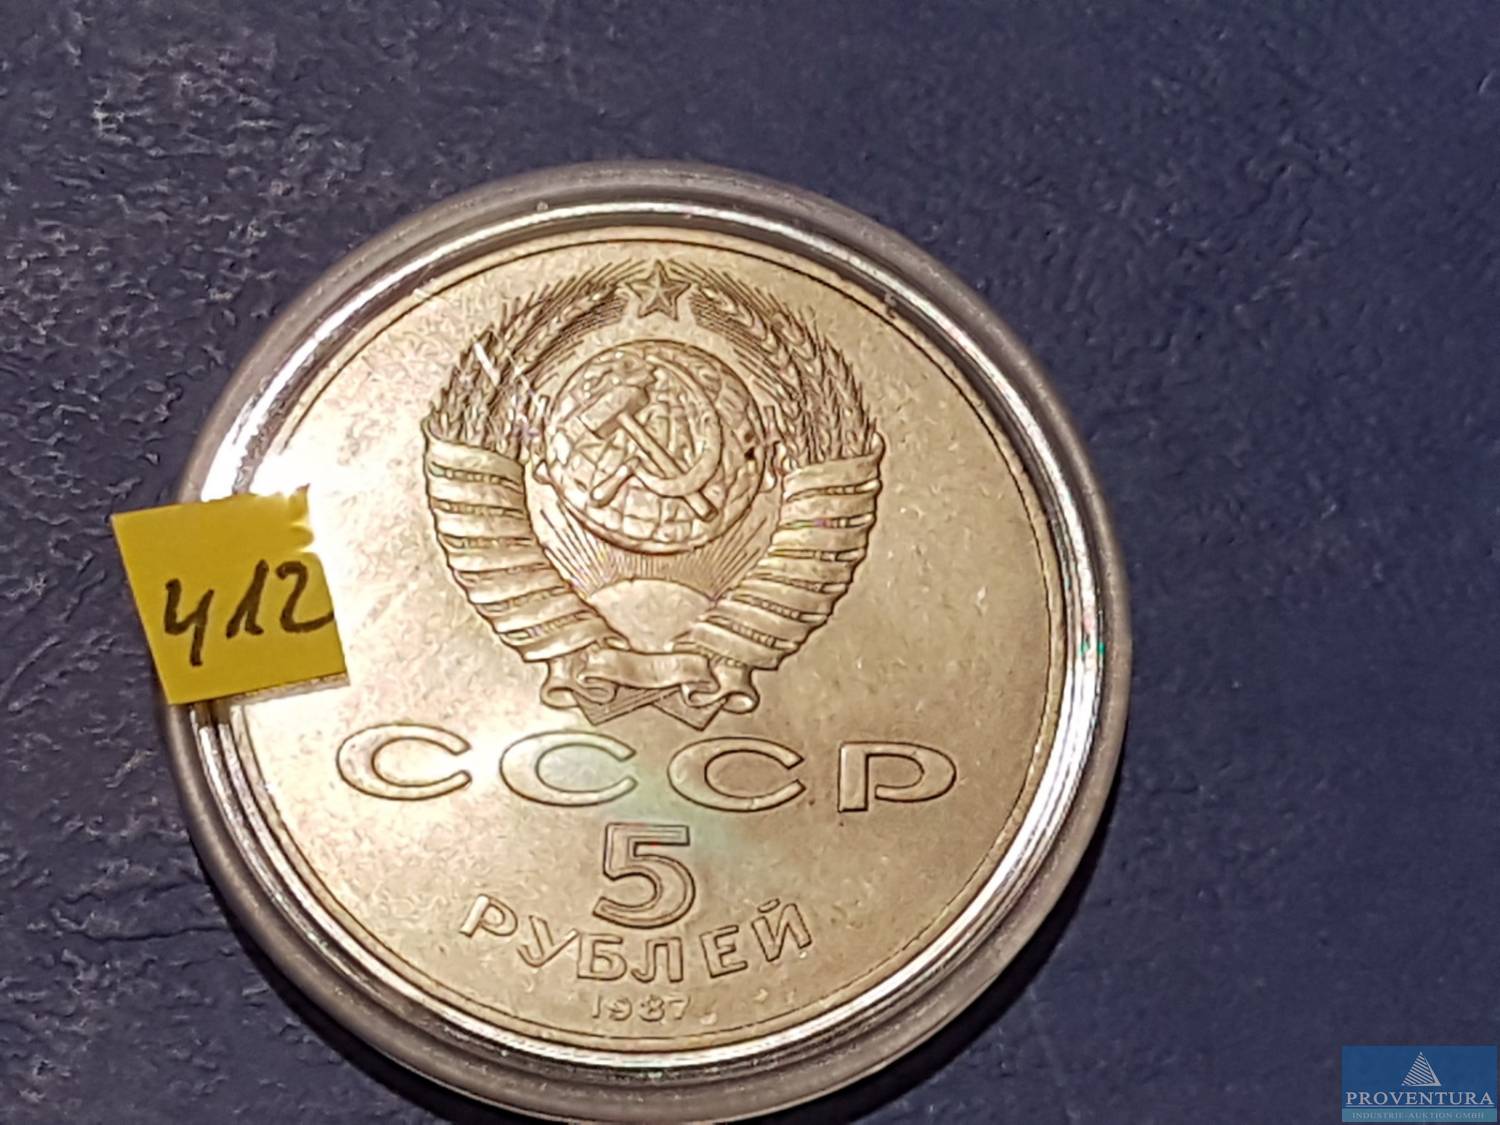 412
СССР
5
РУБЛЕЙ
1987
PROVENTURA
INDUSTRIE-AUKTION GMBH